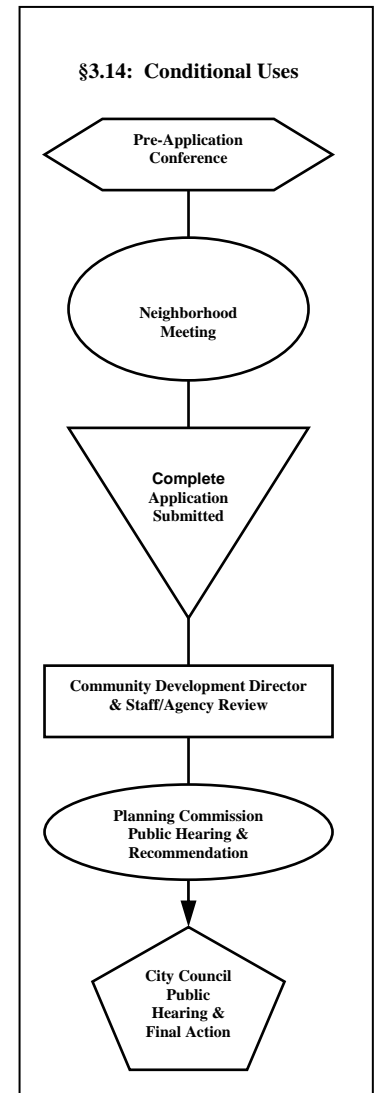 §3.14: Conditional Uses
Pre-Application
Conference
Neighborhood
Meeting
Complete
Application
Submitted
Community Development Director
& Staff/Agency Review
Planning Commission
Public Hearing &
Recommendation
City Council
Public
Hearing &
Final Action